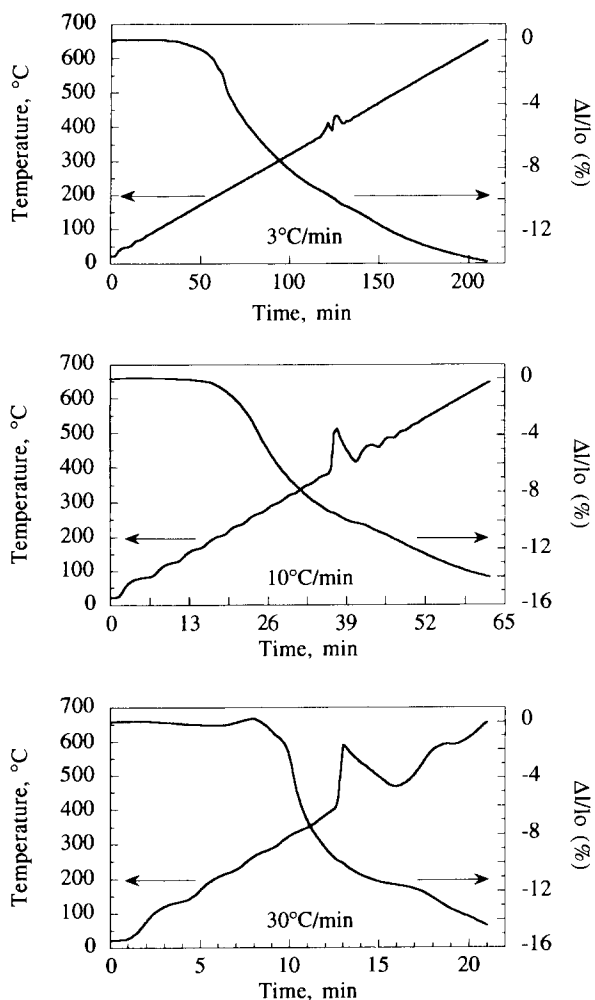 700
600
500
400
300
200
100
0
Temperature, °C
0
-4
-8
-12
Δl/lo (%)
3°C/min
0 50 100 150 200
Time, min
700
600
500
400
300
200
100
0
Temperature, °C
0
-4
-8
-12
-16
Δl/lo (%)
10°C/min
0 13 26 39 52 65
Time, min
700
600
500
400
300
200
100
0
Temperature, °C
0
-4
-8
-12
-16
Δl/lo (%)
30°C/min
0 5 10 15 20
Time, min